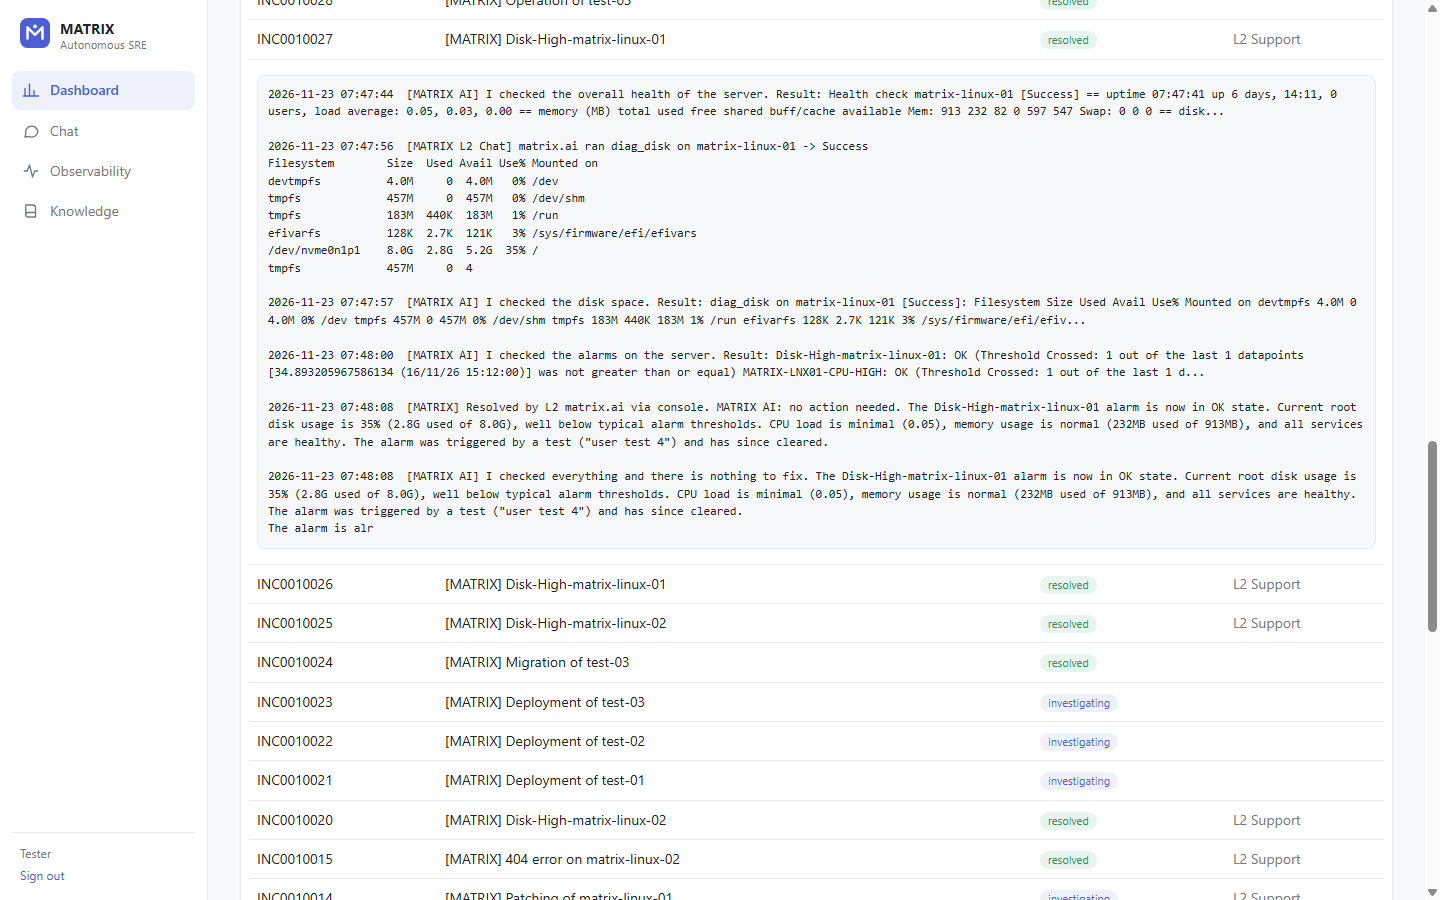 MATRIX
Autonomous SRE
Dashboard
Chat
Observability
Knowledge
Tester
Sign out
INC0010028 [MATRIX] Operation of test-03 resolved
INC0010027 [MATRIX] Disk-High-matrix-linux-01 resolved L2 Support
2026-11-23 07:47:44 [MATRIX AI] I checked the overall health of the server. Result: Health check matrix-linux-01 [Success] == uptime 07:47:41 up 6 days, 14:11, 0
users, load average: 0.05, 0.03, 0.00 == memory (MB) total used free shared buff/cache available Mem: 913 232 82 0 597 547 Swap: 0 0 0 == disk...
2026-11-23 07:47:56 [MATRIX L2 Chat] matrix.ai ran diag_disk on matrix-linux-01 -> Success
Filesystem Size Used Avail Use% Mounted on
devtmpfs 4.0M 0 4.0M 0% /dev
tmpfs 457M 0 457M 0% /dev/shm
tmpfs 183M 440K 183M 1% /run
efivarfs 128K 2.7K 121K 3% /sys/firmware/efi/efivars
/dev/nvme0n1p1 8.0G 2.8G 5.2G 35% /
tmpfs 457M 0 4
2026-11-23 07:47:57 [MATRIX AI] I checked the disk space. Result: diag_disk on matrix-linux-01 [Success]: Filesystem Size Used Avail Use% Mounted on devtmpfs 4.0M 0
4.0M 0% /dev tmpfs 457M 0 457M 0% /dev/shm tmpfs 183M 440K 183M 1% /run efivarfs 128K 2.7K 121K 3% /sys/firmware/efi/efiv...
2026-11-23 07:48:00 [MATRIX AI] I checked the alarms on the server. Result: Disk-High-matrix-linux-01: OK (Threshold Crossed: 1 out of the last 1 datapoints
[34.893205967586134 (16/11/26 15:12:00)] was not greater than or equal) MATRIX-LNX01-CPU-HIGH: OK (Threshold Crossed: 1 out of the last 1 d...
2026-11-23 07:48:08 [MATRIX] Resolved by L2 matrix.ai via console. MATRIX AI: no action needed. The Disk-High-matrix-linux-01 alarm is now in OK state. Current root
disk usage is 35% (2.8G used of 8.0G), well below typical alarm thresholds. CPU load is minimal (0.05), memory usage is normal (232MB used of 913MB), and all services
are healthy. The alarm was triggered by a test ("user test 4") and has since cleared.
2026-11-23 07:48:08 [MATRIX AI] I checked everything and there is nothing to fix. The Disk-High-matrix-linux-01 alarm is now in OK state. Current root disk usage is
35% (2.8G used of 8.0G), well below typical alarm thresholds. CPU load is minimal (0.05), memory usage is normal (232MB used of 913MB), and all services are healthy.
The alarm was triggered by a test ("user test 4") and has since cleared.
The alarm is alr
INC0010026 [MATRIX] Disk-High-matrix-linux-01 resolved L2 Support
INC0010025 [MATRIX] Disk-High-matrix-linux-02 resolved L2 Support
INC0010024 [MATRIX] Migration of test-03 resolved
INC0010023 [MATRIX] Deployment of test-03 investigating
INC0010022 [MATRIX] Deployment of test-02 investigating
INC0010021 [MATRIX] Deployment of test-01 investigating
INC0010020 [MATRIX] Disk-High-matrix-linux-02 resolved L2 Support
INC0010015 [MATRIX] 404 error on matrix-linux-02 resolved L2 Support
INC0010014 [MATRIX] Patching of matrix-linux-01 investigating L2 Support